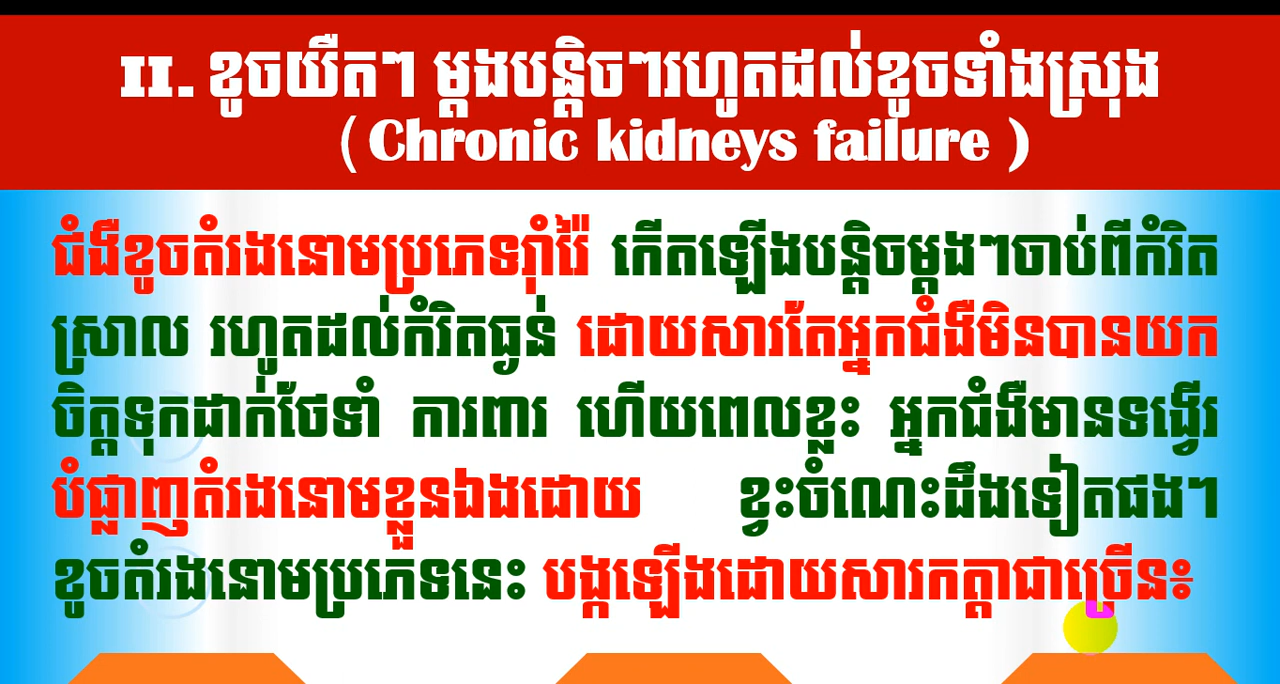 II. ខូចយឺតៗ ម្តងបន្តិចៗរហូតដល់ខូចទាំងស្រុង
( Chronic kidneys failure )
ជំងឺខូចតំរងនោមប្រភេទរ៉ាំរ៉ៃ កើតឡើងបន្តិចម្តងៗចាប់ពីកំរិត
ស្រាល រហូតដល់កំរិតធ្ងន់ ដោយសារតែអ្នកជំងឺមិនបានយក
ចិត្តទុកដាក់ថែទាំ ការពារ ហើយពេលខ្លះ អ្នកជំងឺមានទង្វើរ
បំផ្លាញតំរងនោមខ្លួនឯងដោយ ខ្វះចំណេះដឹងទៀតផងៗ
ខូចតំរងនោមប្រភេទនេះ បង្កឡើងដោយសារកត្តាជាច្រើន៖